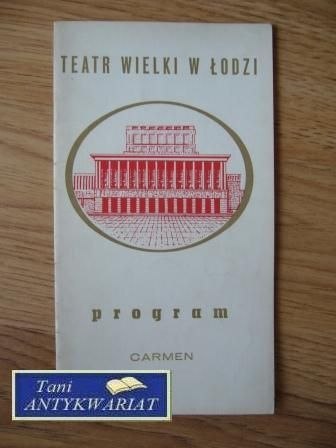 TEATR WIELKI W ŁODZI
program
CARMEN
Tani
ANTYKWARIAT